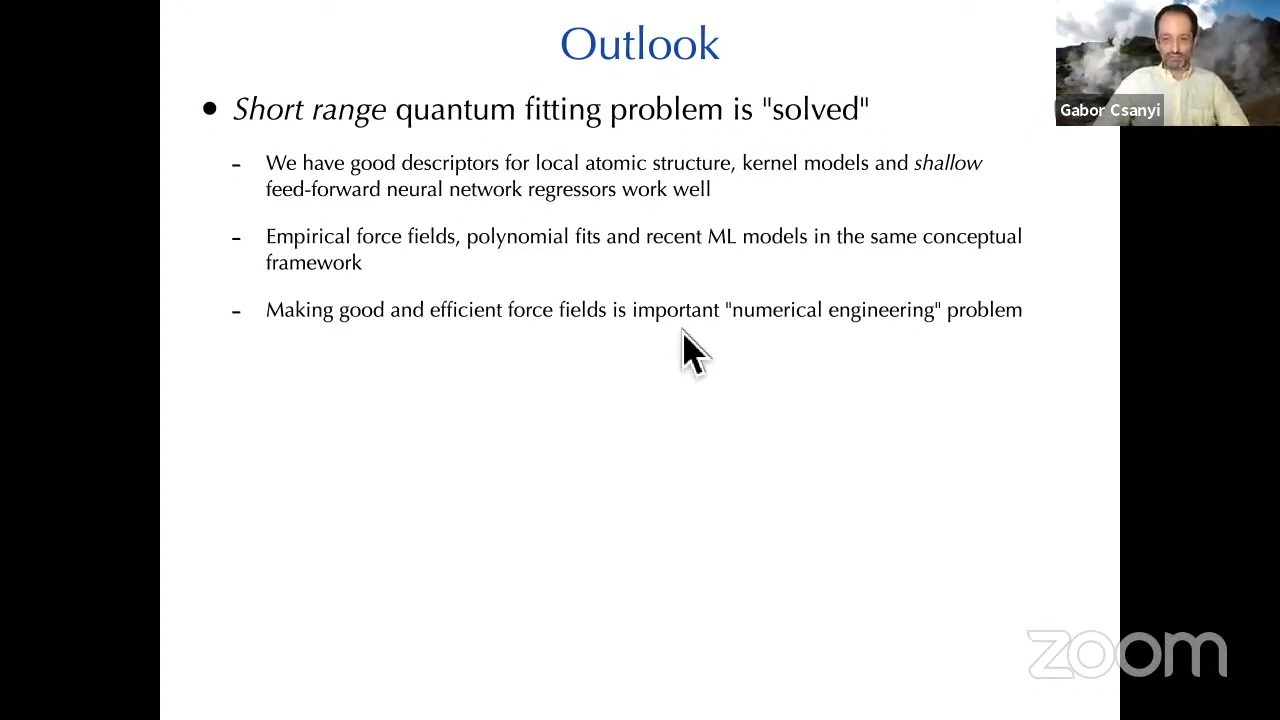 Outlook
Gabor Csanyi
• Short range quantum fitting problem is "solved"
- We have good descriptors for local atomic structure, kernel models and shallow
feed-forward neural network regressors work well
- Empirical force fields, polynomial fits and recent ML models in the same conceptual
framework
- Making good and efficient force fields is important "numerical engineering" problem
zoom